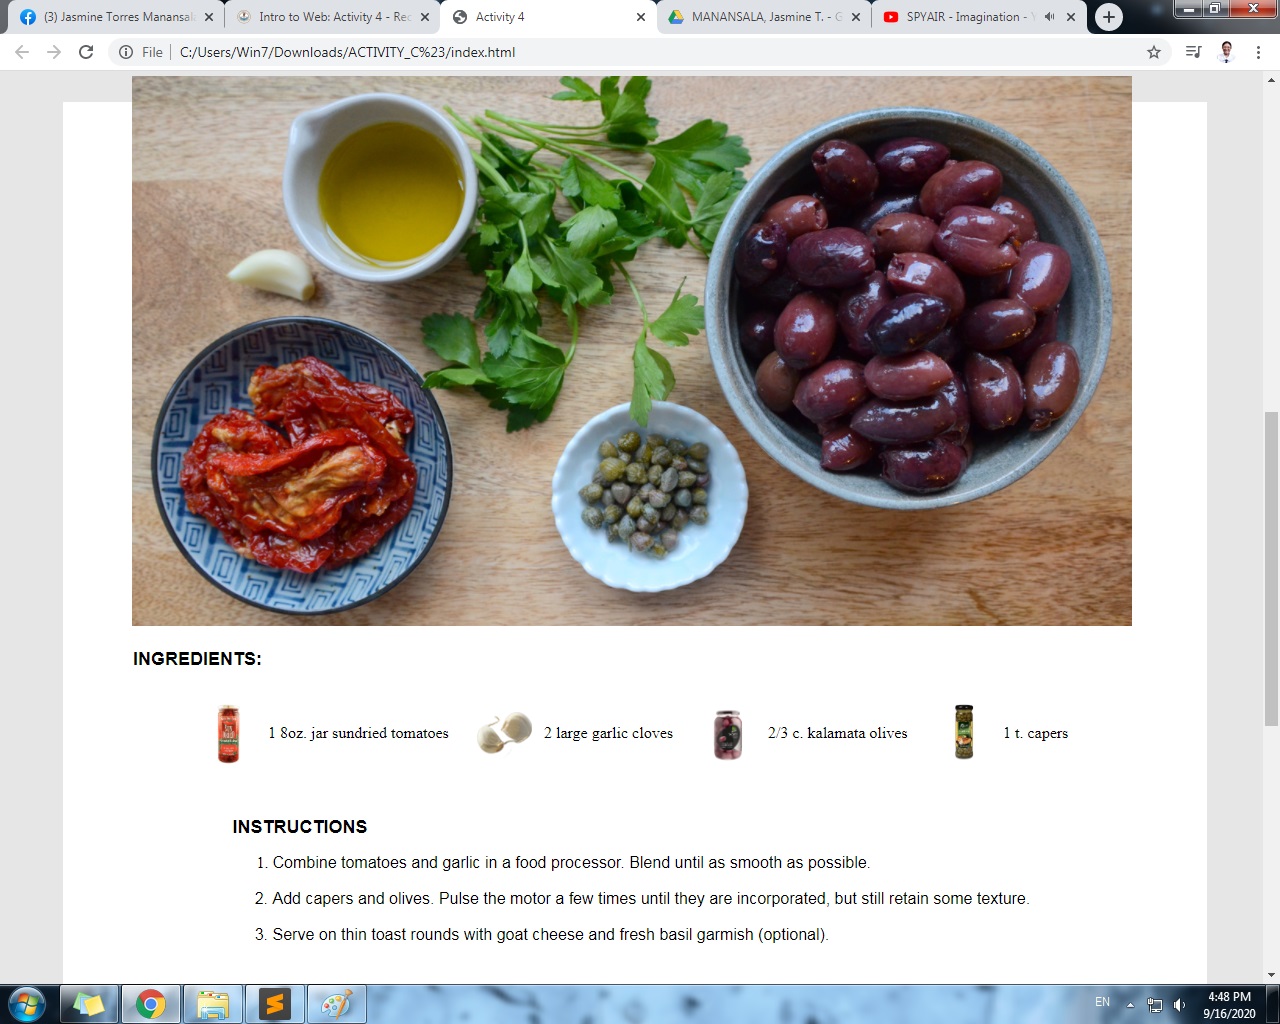 (3) Jasmine Torres Manansal
Intro to Web: Activity 4 - Rec
Activity 4
MANANSALA, Jasmine T. - G
SPYAIR - Imagination - Y
File
C:/Users/Win7/Downloads/ACTIVITY_C%23/index.html
INGREDIENTS:
1 8oz. jar sundried tomatoes
2 large garlic cloves
2/3 c. kalamata olives
1 t. capers
INSTRUCTIONS
1. Combine tomatoes and garlic in a food processor. Blend until as smooth as possible.
2. Add capers and olives. Pulse the motor a few times until they are incorporated, but still retain some texture.
3. Serve on thin toast rounds with goat cheese and fresh basil garmish (optional).
EN
4:48 PM
9/16/2020